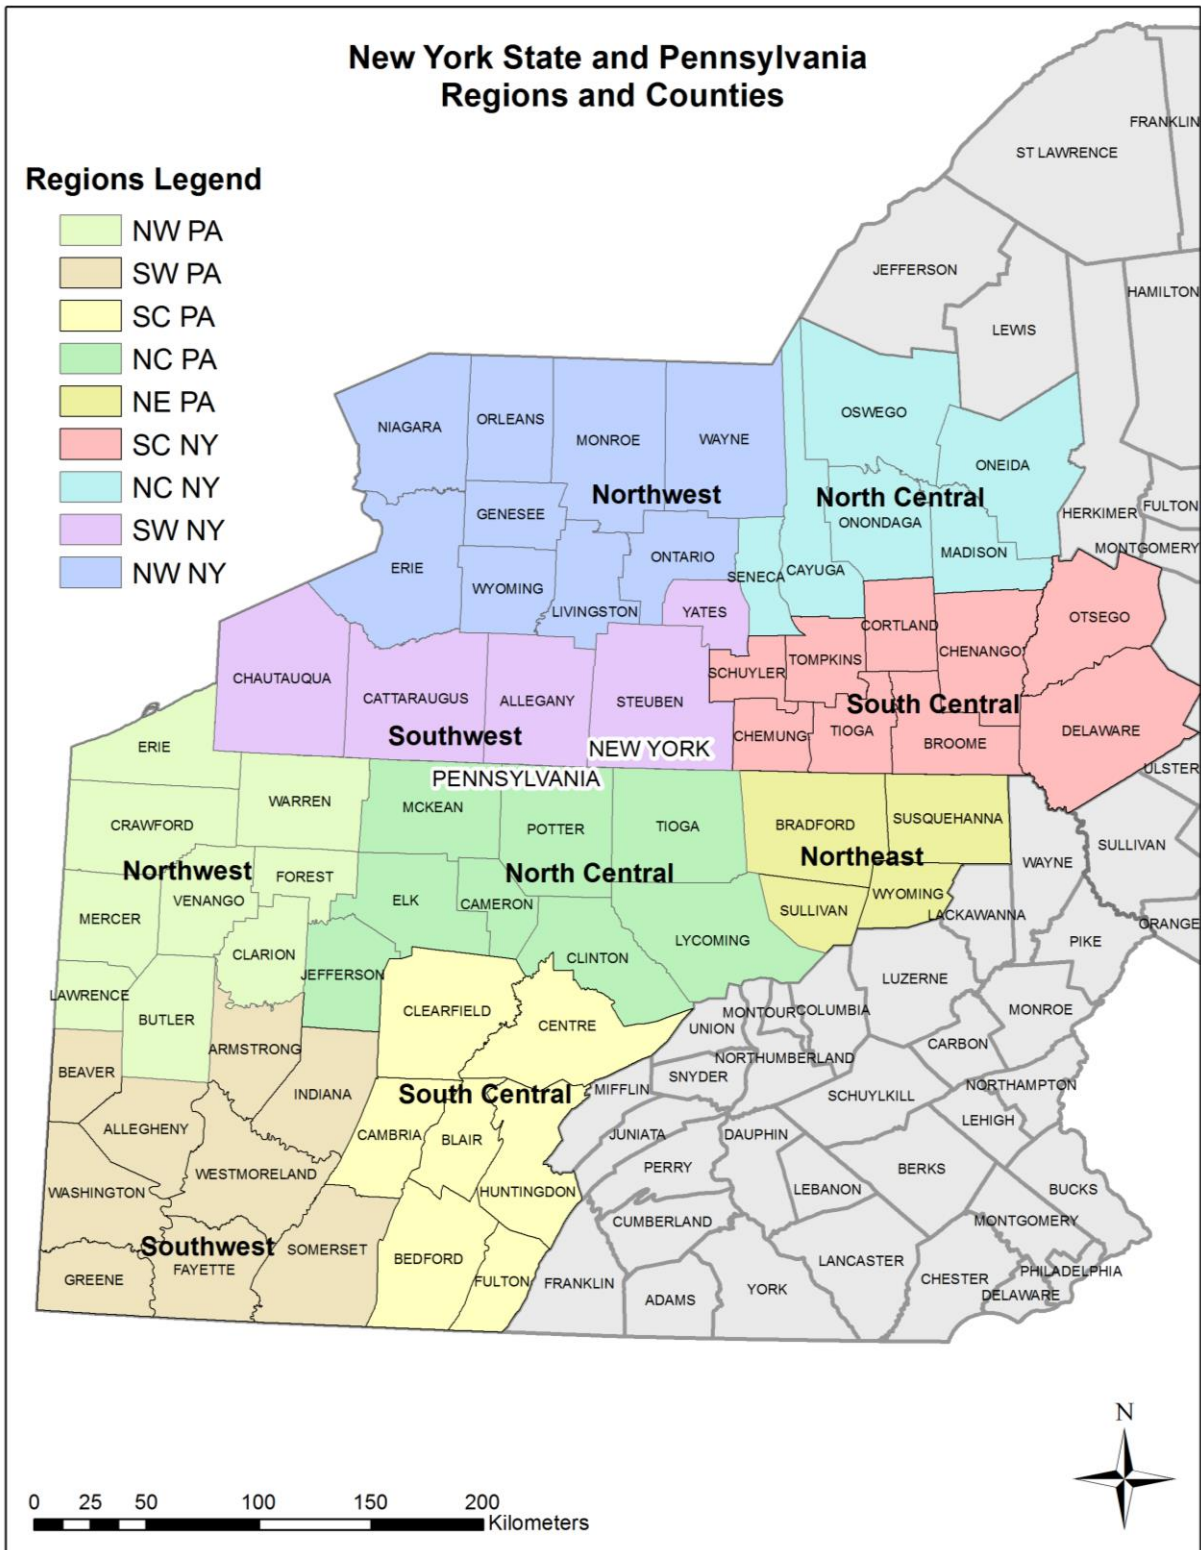 New York State and Pennsylvania
Regions and Counties
Regions Legend
NW PA
SW PA
SC PA
NC PA
NE PA
SC NY
NC NY
SW NY
NW NY
FRANKLIN
ST LAWRENCE
JEFFERSON
HAMILTON
LEWIS
OSWEGO
ORLEANS
NIAGARA
MONROE
WAYNE
ONEIDA
Northwest
North Central
FULTON
HERKIMER
GENESEE
ONONDAGA
MONTGOMERY
MADISON
ONTARIO
ERIE
SENECA
CAYUGA
WYOMING
LIVINGSTON
YATES
OTSEGO
CORTLAND
CHENANGO
TOMPKINS
SCHUYLER
CHAUTAUQUA
CATTARAUGUS
ALLEGANY
STEUBEN
South Central
Southwest
CHEMUNG
TIOGA
BROOME
DELAWARE
NEW YORK
ERIE
PENNSYLVANIA
ULSTER
WARREN
MCKEAN
CRAWFORD
POTTER
TIOGA
BRADFORD
SUSQUEHANNA
SULLIVAN
Northwest
North Central
Northeast
WAYNE
FOREST
VENANGO
ELK
CAMERON
WYOMING
MERCER
SULLIVAN
LACKAWANNA
ORANGE
LYCOMING
PIKE
CLARION
CLINTON
JEFFERSON
LUZERNE
LAWRENCE
CLEARFIELD
MONTOUR
COLUMBIA
MONROE
BUTLER
CENTRE
UNION
ARMSTRONG
CARBON
NORTHUMBERLAND
BEAVER
SNYDER
NORTHAMPTON
INDIANA
South Central
MIFFLIN
SCHUYLKILL
LEHIGH
ALLEGHENY
CAMBRIA
BLAIR
JUNIATA
DAUPHIN
WESTMORELAND
PERRY
BERKS
WASHINGTON
HUNTINGDON
LEBANON
BUCKS
CUMBERLAND
MONTGOMERY
Southwest
SOMERSET
BEDFORD
FAYETTE
LANCASTER
PHILADELPHIA
GREENE
FULTON
FRANKLIN
YORK
CHESTER
DELAWARE
ADAMS
N
0 25 50 100 150 200
Kilometers